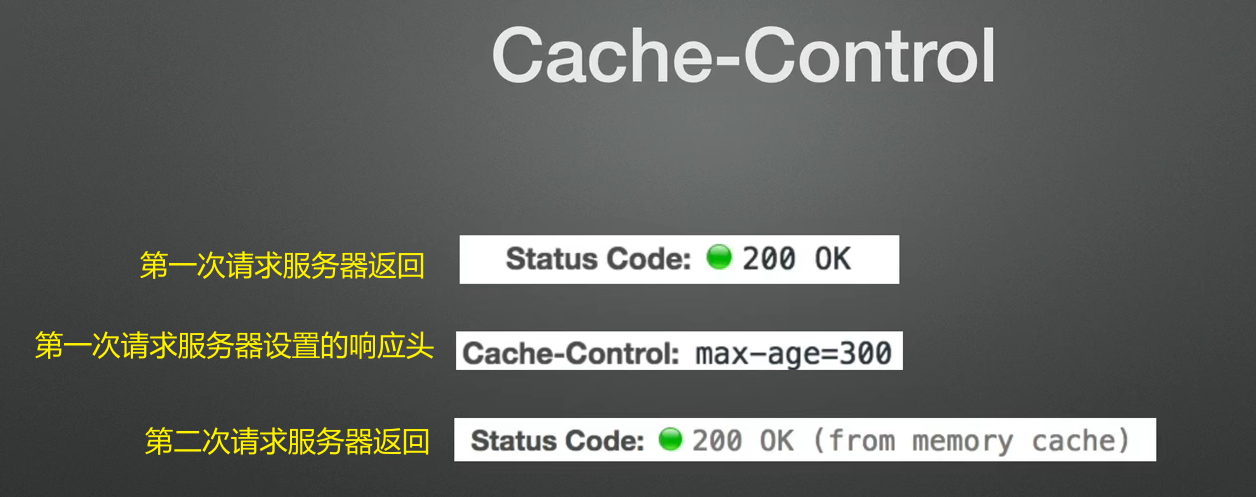 Cache-Control
第一次请求服务器返回 Status Code: 200 OK
第一次请求服务器设置的响应头 Cache-Control: max-age=300
第二次请求服务器返回 Status Code: 200 OK (from memory cache)